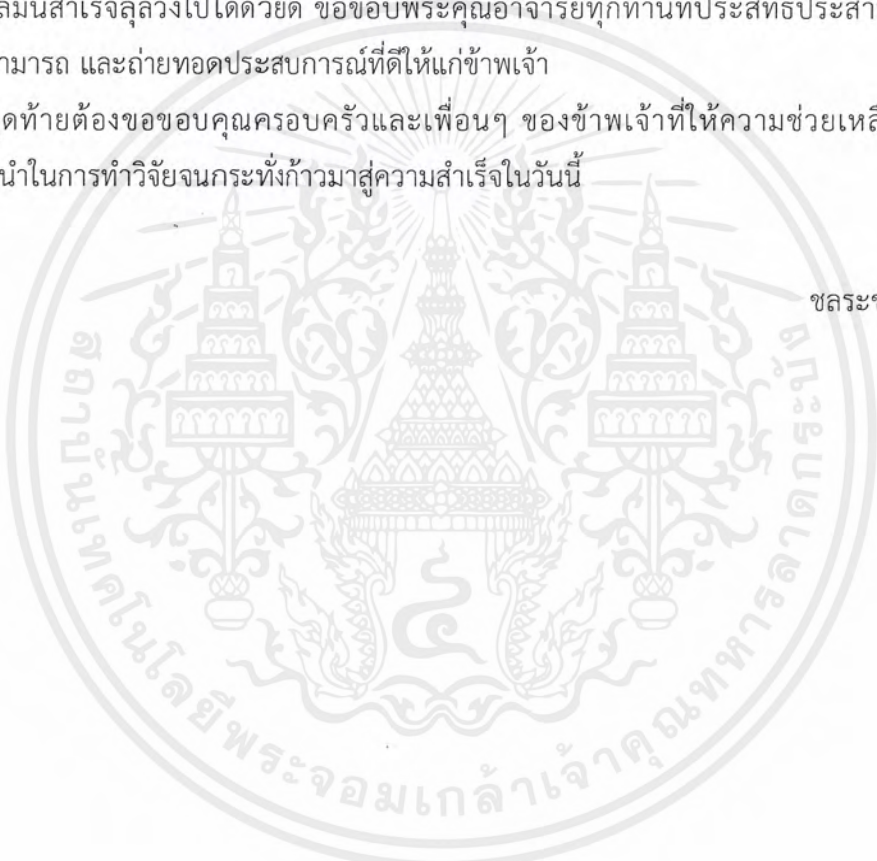 สำเร็จลุล่วงไปได้ด้วยดี ขอขอบพระคุณอาจารย์ทุกท่านที่ประสิทธิ์ประสา
ามารถ และถ่ายทอดประสบการณ์ที่ดีให้แก่ข้าพเจ้า
ดท้ายต้องขอขอบคุณครอบครัวและเพื่อนๆ ของข้าพเจ้าที่ให้ความช่วยเหลื
นำในการทำวิจัยจนกระทั่งก้าวมาสู่ความสำเร็จในวันนี้
ชลระ
สถาบันเทคโนโลยีพระจอมเกล้าเจ้าคุณทหารลาดกระบัง
๔